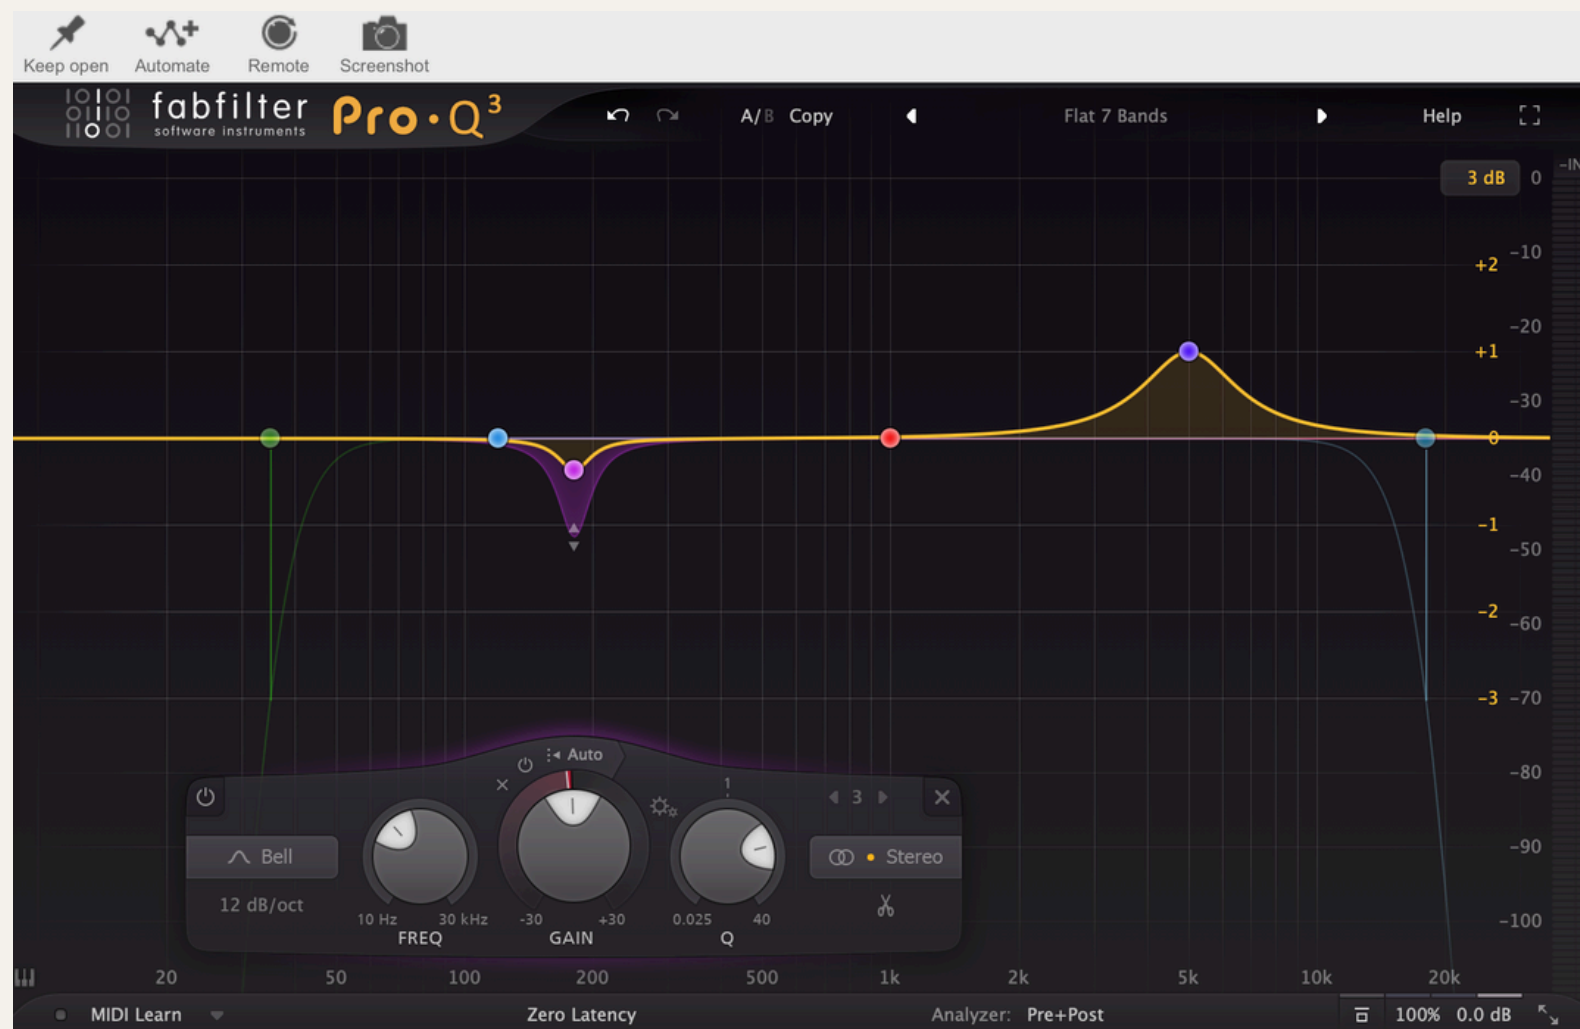 Keep open Automate Remote Screenshot
fabfilter
software instruments
Pro·Q³
A/B Copy Flat 7 Bands Help
-IN
3 dB 0
-10
+2
-20
+1
-30
0
-40
-1
-50
-2
-60
-3 -70
-80
-90
-100
Auto
1
3
Bell
Stereo
12 dB/oct
10 Hz 30 kHz -30 +30 0.025 40
FREQ GAIN Q
20 50 100 200 500 1k 2k 5k 10k 20k
MIDI Learn Zero Latency Analyzer: Pre+Post 100% 0.0 dB